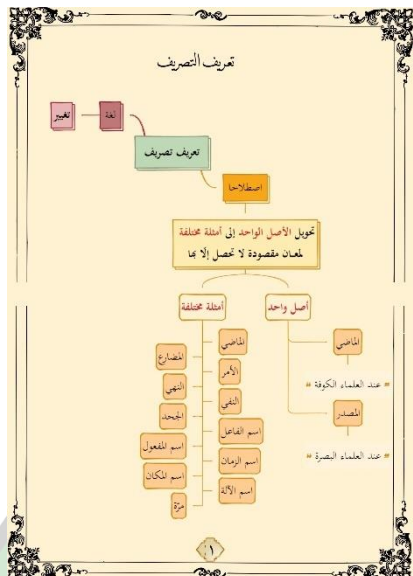 تعريف التصريف
لغة
تغيير
تعريف تصريف
اصطلاحا
تحويل الأصل الواحد إلى أمثلة مختلفة
لمعان مقصودة لا تحصل إلّا بها
أصل واحد
أمثلة مختلفة
الماضي
عند العلماء الكوفة
المصدر
عند العلماء البصرة
الماضي
المضارع
الأمر
النهي
النفي
الجحد
اسم الفاعل
اسم المفعول
اسم الزمان
اسم المكان
اسم الآلة
مرّة
١